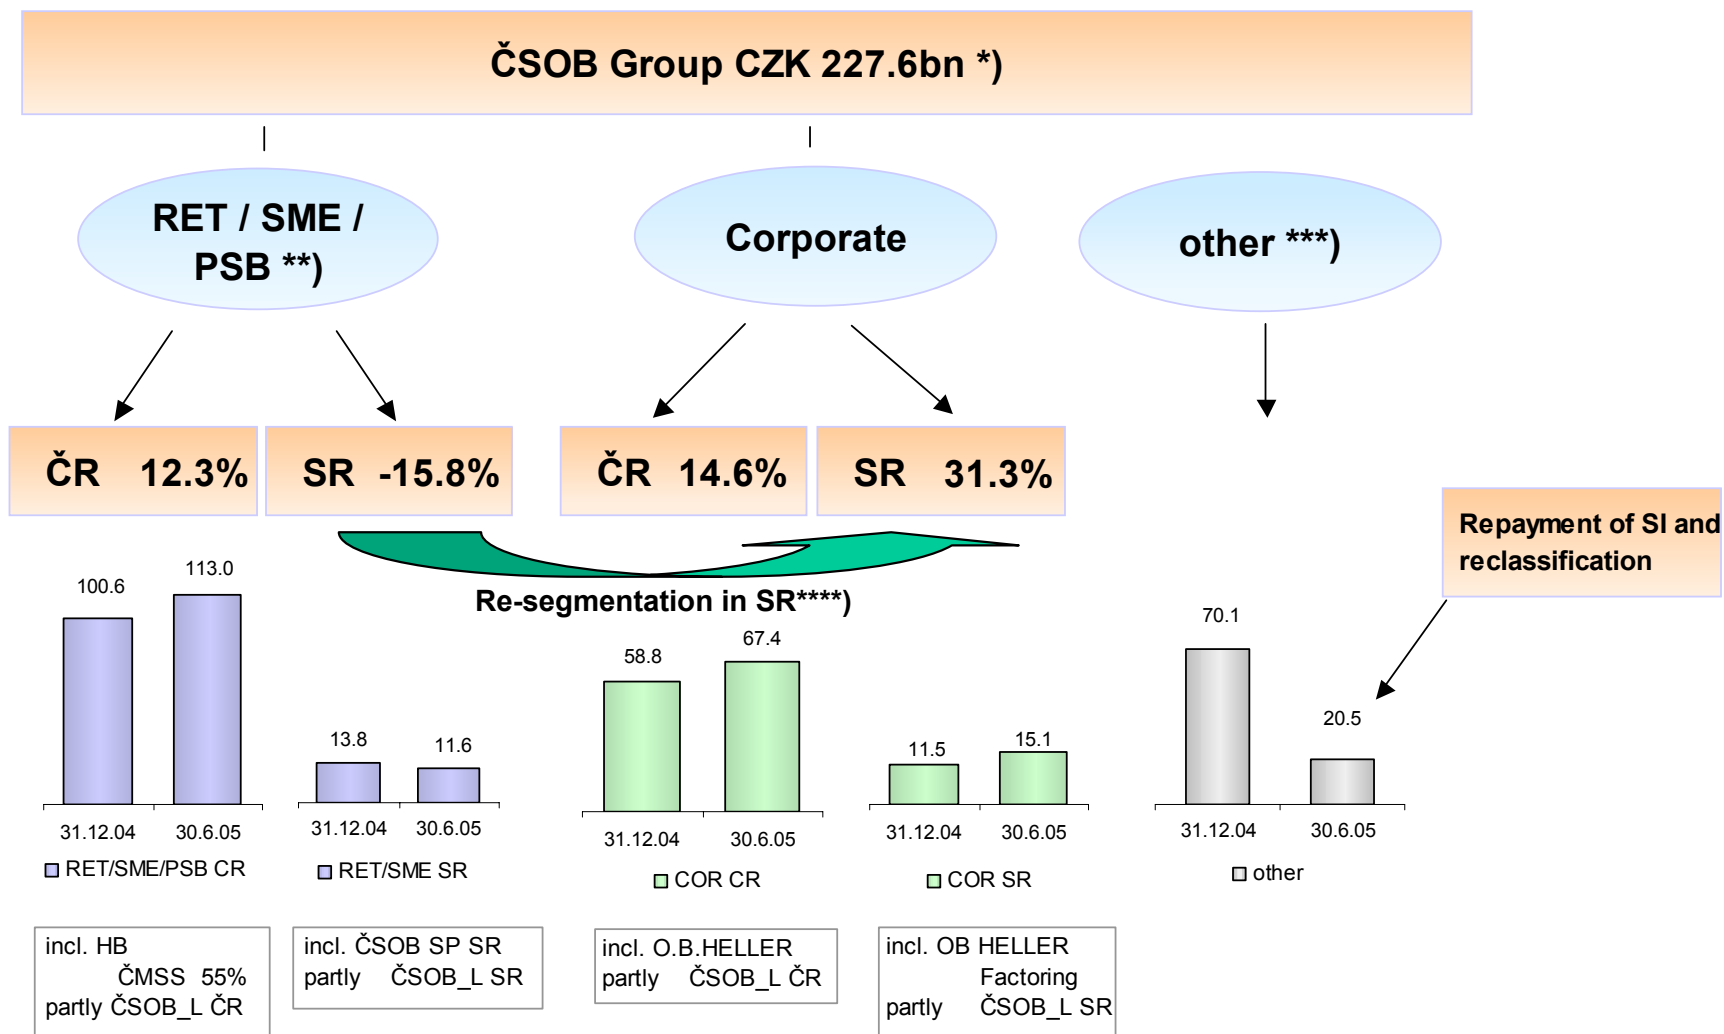 ČSOB Group CZK 227.6bn *)
RET / SME /
PSB **)
Corporate
other ***)
ČR 12.3%
SR -15.8%
ČR 14.6%
SR 31.3%
Repayment of SI and
reclassification
Re-segmentation in SR****)
100.6
113.0
31.12.04
30.6.05
RET/SME/PSB CR
13.8
11.6
31.12.04
30.6.05
RET/SME SR
58.8
67.4
31.12.04
30.6.05
COR CR
11.5
15.1
31.12.04
30.6.05
COR SR
70.1
20.5
31.12.04
30.6.05
other
incl. HB
ČMSS 55%
partly ČSOB_L ČR
incl. ČSOB SP SR
partly ČSOB_L SR
incl. O.B.HELLER
partly ČSOB_L ČR
incl. OB HELLER
Factoring
partly ČSOB_L SR